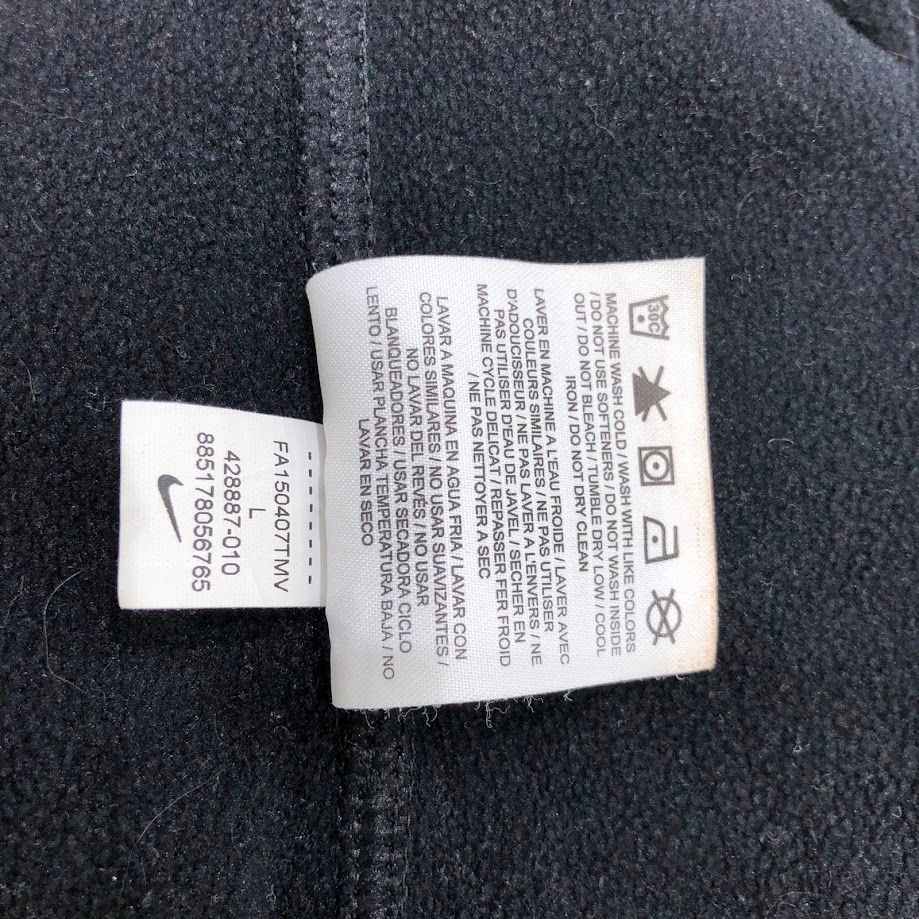 30C
MACHINE WASH COLD / WASH WITH LIKE COLORS
/ DO NOT USE SOFTENERS / DO NOT WASH INSIDE
OUT / DO NOT BLEACH / TUMBLE DRY LOW / COOL
IRON / DO NOT DRY CLEAN
LAVER EN MACHINE A L'EAU FROIDE / LAVER AVEC
COULEURS SIMILAIRES / NE PAS UTILISER
D'ADOUCISSEUR / NE PAS LAVER A L'ENVERS / NE
PAS UTILISER D'EAU DE JAVEL / SECHER EN
MACHINE CYCLE DELICAT / REPASSER FER FROID
/ NE PAS NETTOYER A SEC
LAVAR A MAQUINA EN AGUA FRIA / LAVAR CON
COLORES SIMILARES / NO USAR SUAVIZANTES /
NO LAVAR DEL REVÉS / NO USAR
BLANQUEADORES / USAR SECADORA CICLO
LENTO / USAR PLANCHA TEMPERATURA BAJA / NO
LAVAR EN SECO
FA150407TMV
L
428887-010
885178056765